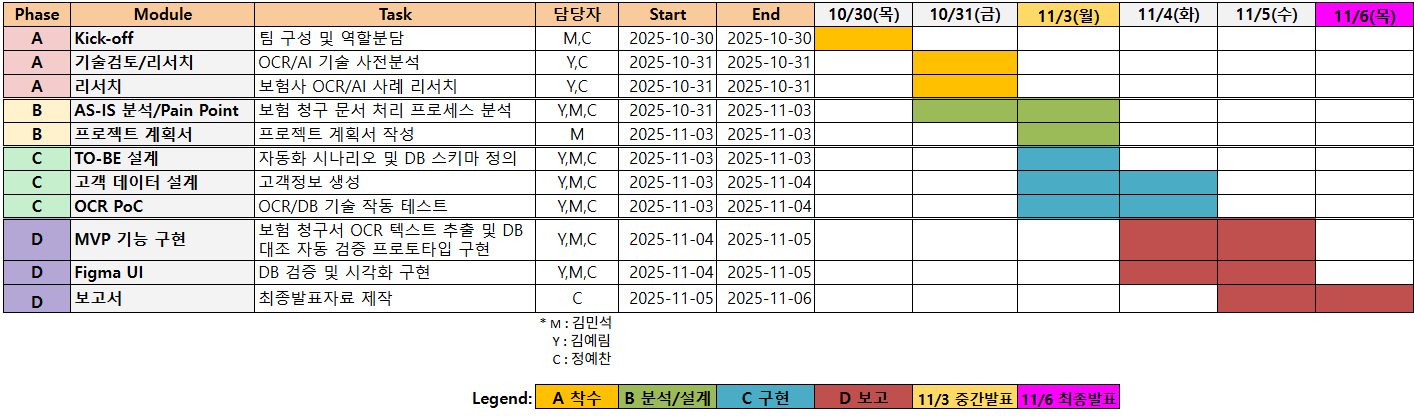 Phase Module Task 담당자 Start End 10/30(목) 10/31(금) 11/3(월) 11/4(화) 11/5(수) 11/6(목)
A Kick-off 팀 구성 및 역할분담 M,C 2025-10-30 2025-10-30
A 기술검토/리서치 OCR/AI 기술 사전분석 Y,C 2025-10-31 2025-10-31
A 리서치 보험사 OCR/AI 사례 리서치 Y,C 2025-10-31 2025-10-31
B AS-IS 분석/Pain Point 보험 청구 문서 처리 프로세스 분석 Y,M,C 2025-10-31 2025-11-03
B 프로젝트 계획서 프로젝트 계획서 작성 M 2025-11-03 2025-11-03
C TO-BE 설계 자동화 시나리오 및 DB 스키마 정의 Y,M,C 2025-11-03 2025-11-03
C 고객 데이터 설계 고객정보 생성 Y,M,C 2025-11-03 2025-11-04
C OCR PoC OCR/DB 기술 작동 테스트 Y,M,C 2025-11-03 2025-11-04
D MVP 기능 구현 보험 청구서 OCR 텍스트 추출 및 DB
대조 자동 검증 프로토타입 구현 Y,M,C 2025-11-04 2025-11-05
D Figma UI DB 검증 및 시각화 구현 Y,M,C 2025-11-04 2025-11-05
D 보고서 최종발표자료 제작 C 2025-11-05 2025-11-06
* M : 김민석
Y : 김예림
C : 정예찬
Legend: A 착수 B 분석/설계 C 구현 D 보고 11/3 중간발표 11/6 최종발표